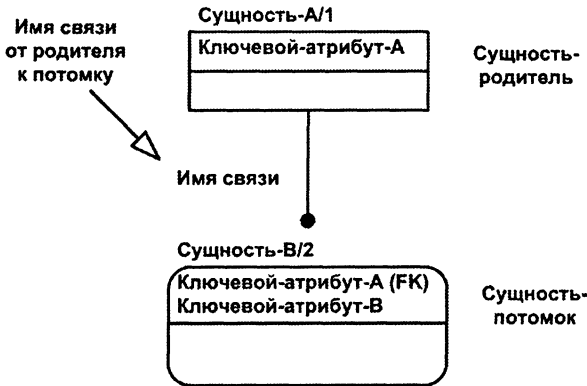 Имя связи
от родителя
к потомку
Сущность-А/1
Ключевой-атрибут-А
Сущность-
родитель
Имя связи
Сущность-В/2
Ключевой-атрибут-А (FK)
Ключевой-атрибут-В
Сущность-
потомок